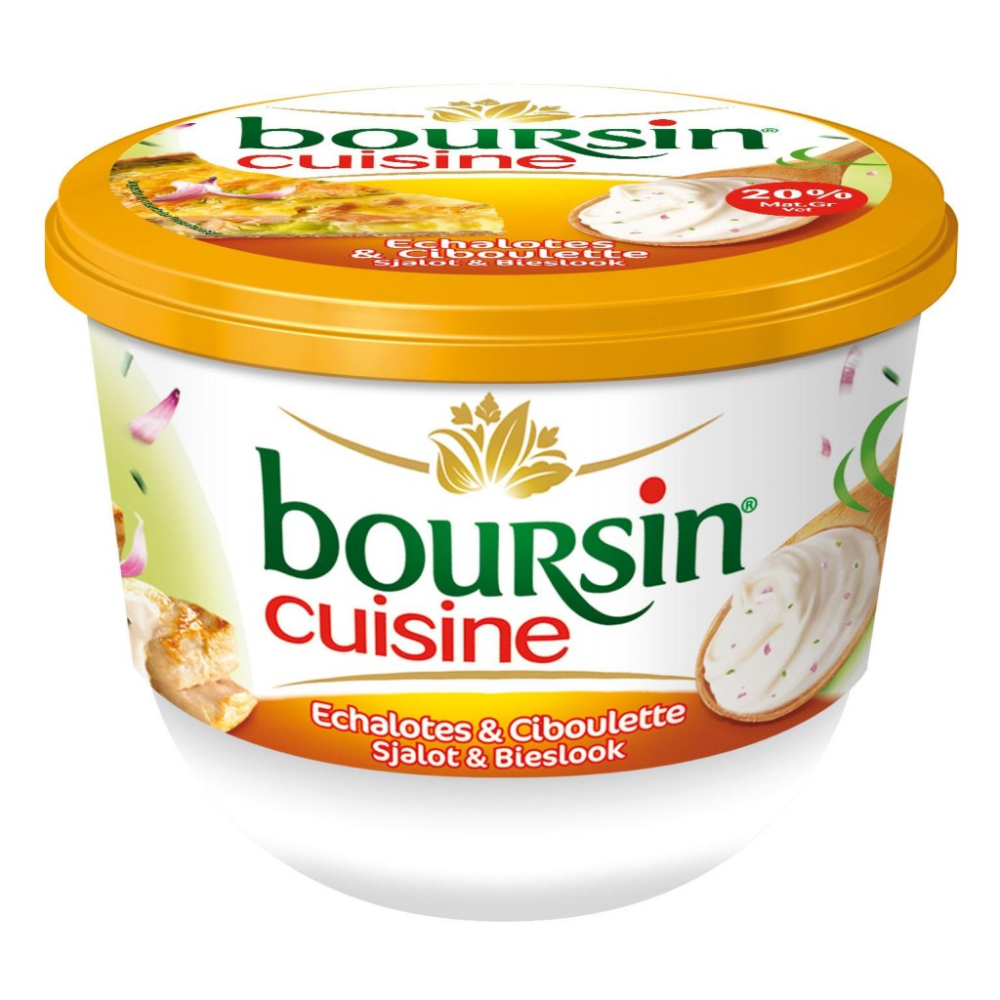 boursin®
cuisine
20%
Mat.Gr
Vet
Echalotes
& Ciboulette
Sjalot & Bieslook
boursin®
cuisine
Echalotes & Ciboulette
Sjalot & Bieslook